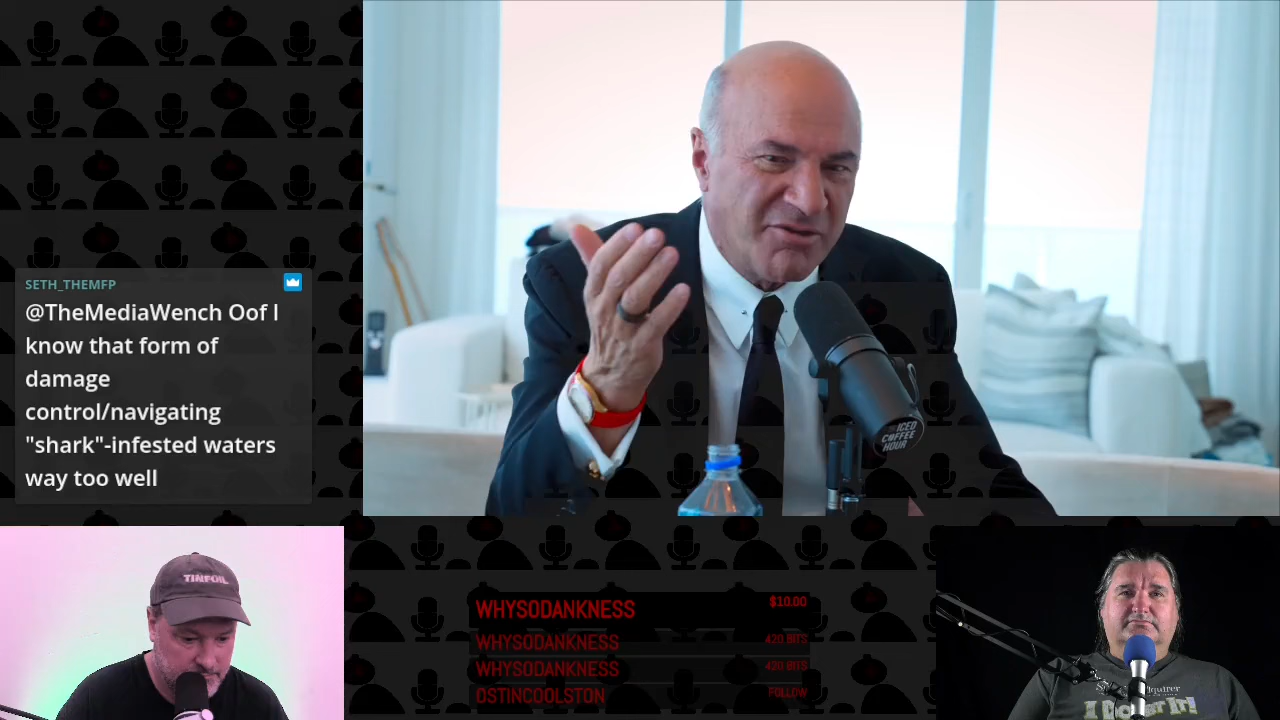 SETH_THEMFP
@TheMediaWench Oof I
know that form of
damage
control/navigating
"shark"-infested waters
way too well
ICED
COFFEE
HOUR
TINFOIL
WHYSODANKNESS $10.00
WHYSODANKNESS 420 BITS
WHYSODANKNESS 420 BITS
OSTINCOOLSTON FOLLOW